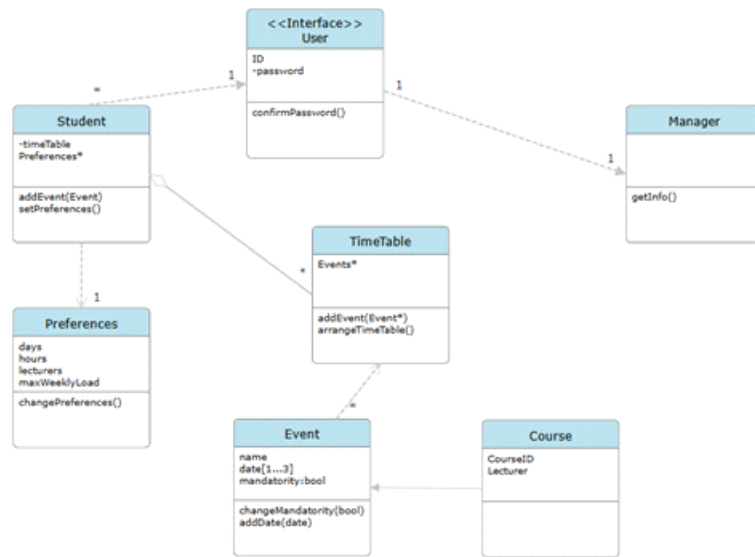 <<Interface>>
User
ID
-password
confirmPassword()
*
1
1
1
Student
-timeTable
Preferences*
addEvent(Event)
setPreferences()
Manager
getInfo()
*
1
TimeTable
Events*
addEvent(Event*)
arrangeTimeTable()
Preferences
days
hours
lecturers
maxWeeklyLoad
changePreferences()
*
Event
name
date[1...3]
mandatority:bool
changeMandatority(bool)
addDate(date)
Course
CourseID
Lecturer